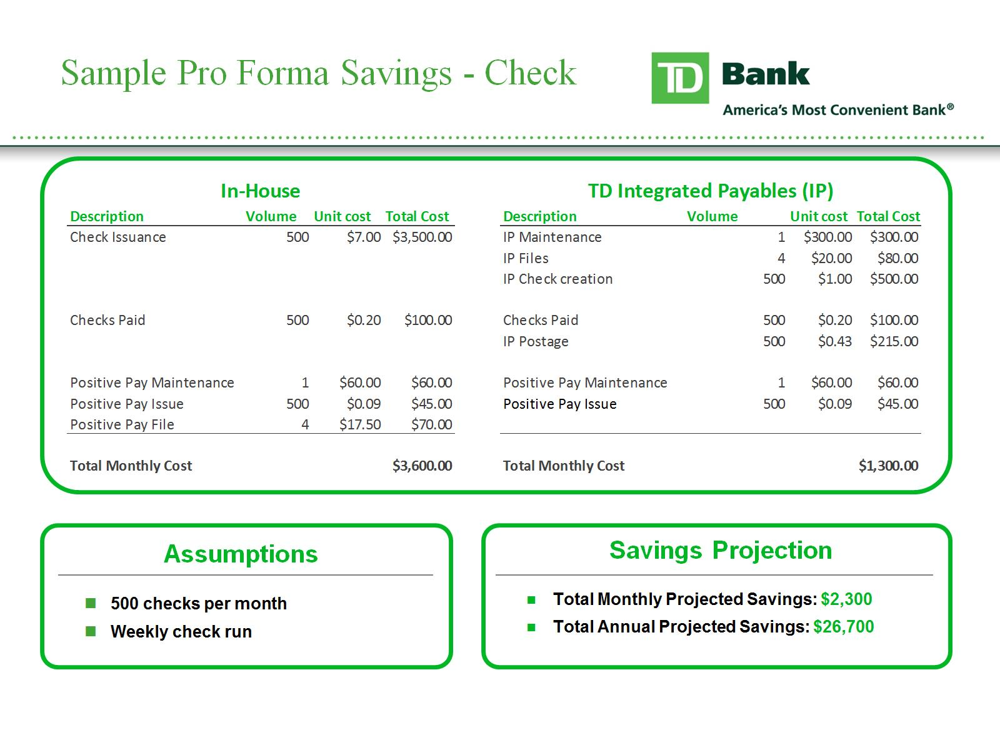 Sample Pro Forma Savings - Check
TD Bank
America's Most Convenient Bank®
In-House
Description Volume Unit cost Total Cost
Check Issuance 500 $7.00 $3,500.00
Checks Paid 500 $0.20 $100.00
Positive Pay Maintenance 1 $60.00 $60.00
Positive Pay Issue 500 $0.09 $45.00
Positive Pay File 4 $17.50 $70.00
Total Monthly Cost $3,600.00
TD Integrated Payables (IP)
Description Volume Unit cost Total Cost
IP Maintenance 1 $300.00 $300.00
IP Files 4 $20.00 $80.00
IP Check creation 500 $1.00 $500.00
Checks Paid 500 $0.20 $100.00
IP Postage 500 $0.43 $215.00
Positive Pay Maintenance 1 $60.00 $60.00
Positive Pay Issue 500 $0.09 $45.00
Total Monthly Cost $1,300.00
Assumptions
500 checks per month
Weekly check run
Savings Projection
Total Monthly Projected Savings: $2,300
Total Annual Projected Savings: $26,700